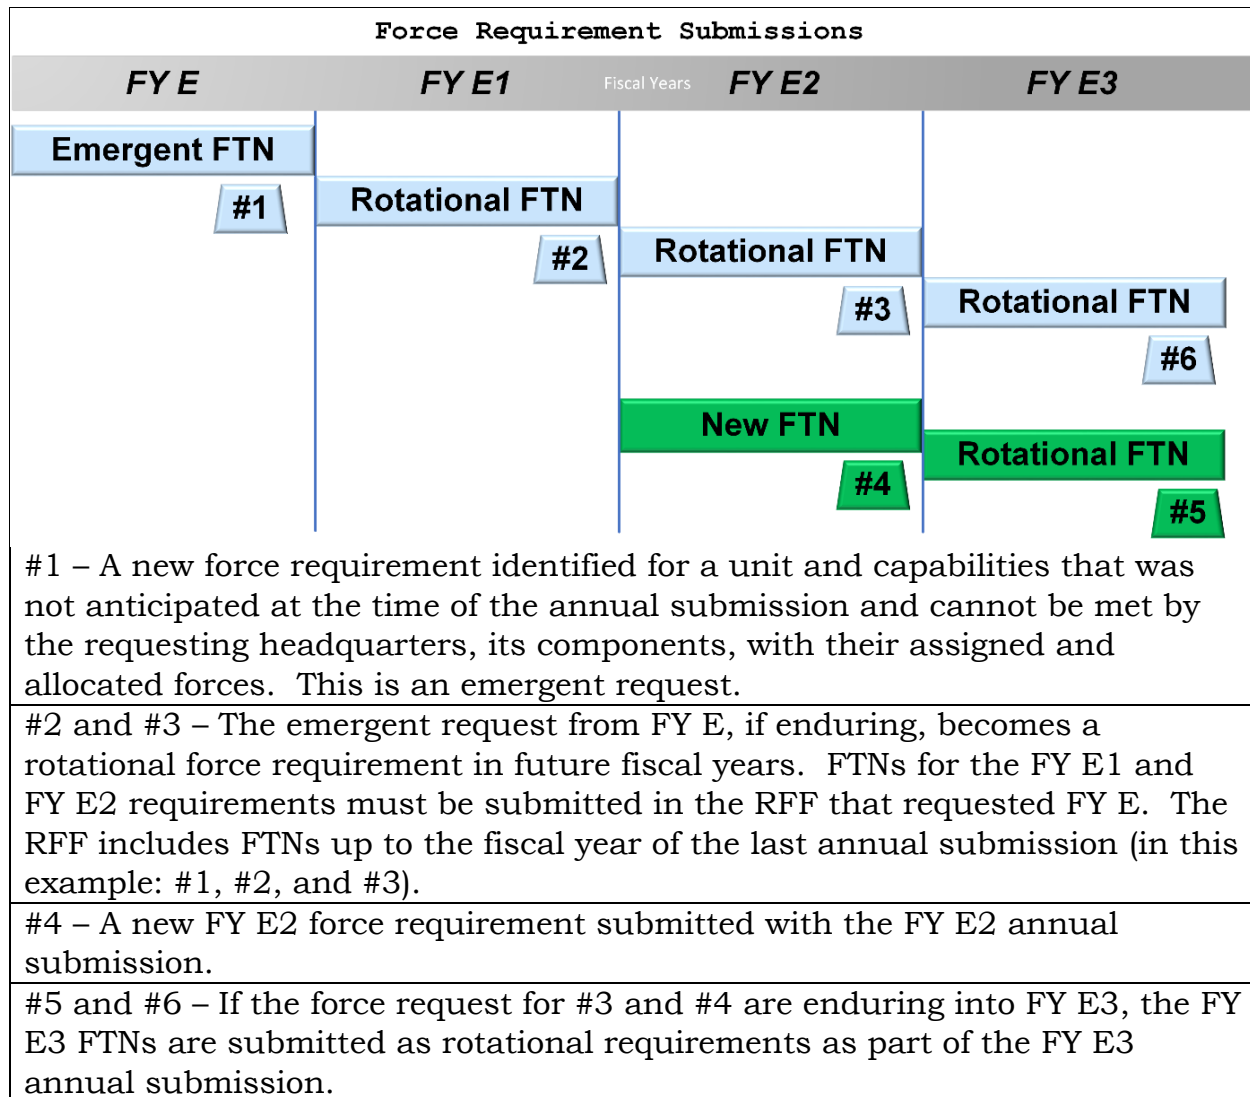 Force Requirement Submissions
FY E FY E1 Fiscal Years FY E2 FY E3
Emergent FTN
#1
Rotational FTN
#2
Rotational FTN
#3
Rotational FTN
#6
New FTN
#4
Rotational FTN
#5
#1 – A new force requirement identified for a unit and capabilities that was
not anticipated at the time of the annual submission and cannot be met by
the requesting headquarters, its components, with their assigned and
allocated forces.  This is an emergent request.
#2 and #3 – The emergent request from FY E, if enduring, becomes a
rotational force requirement in future fiscal years.  FTNs for the FY E1 and
FY E2 requirements must be submitted in the RFF that requested FY E.  The
RFF includes FTNs up to the fiscal year of the last annual submission (in this
example: #1, #2, and #3).
#4 – A new FY E2 force requirement submitted with the FY E2 annual
submission.
#5 and #6 – If the force request for #3 and #4 are enduring into FY E3, the FY
E3 FTNs are submitted as rotational requirements as part of the FY E3
annual submission.